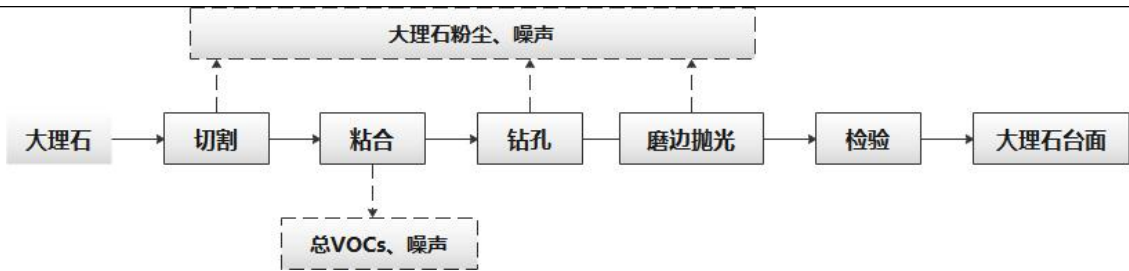 大理石粉尘、噪声
大理石
切割
粘合
钻孔
磨边抛光
检验
大理石台面
总VOCs、噪声